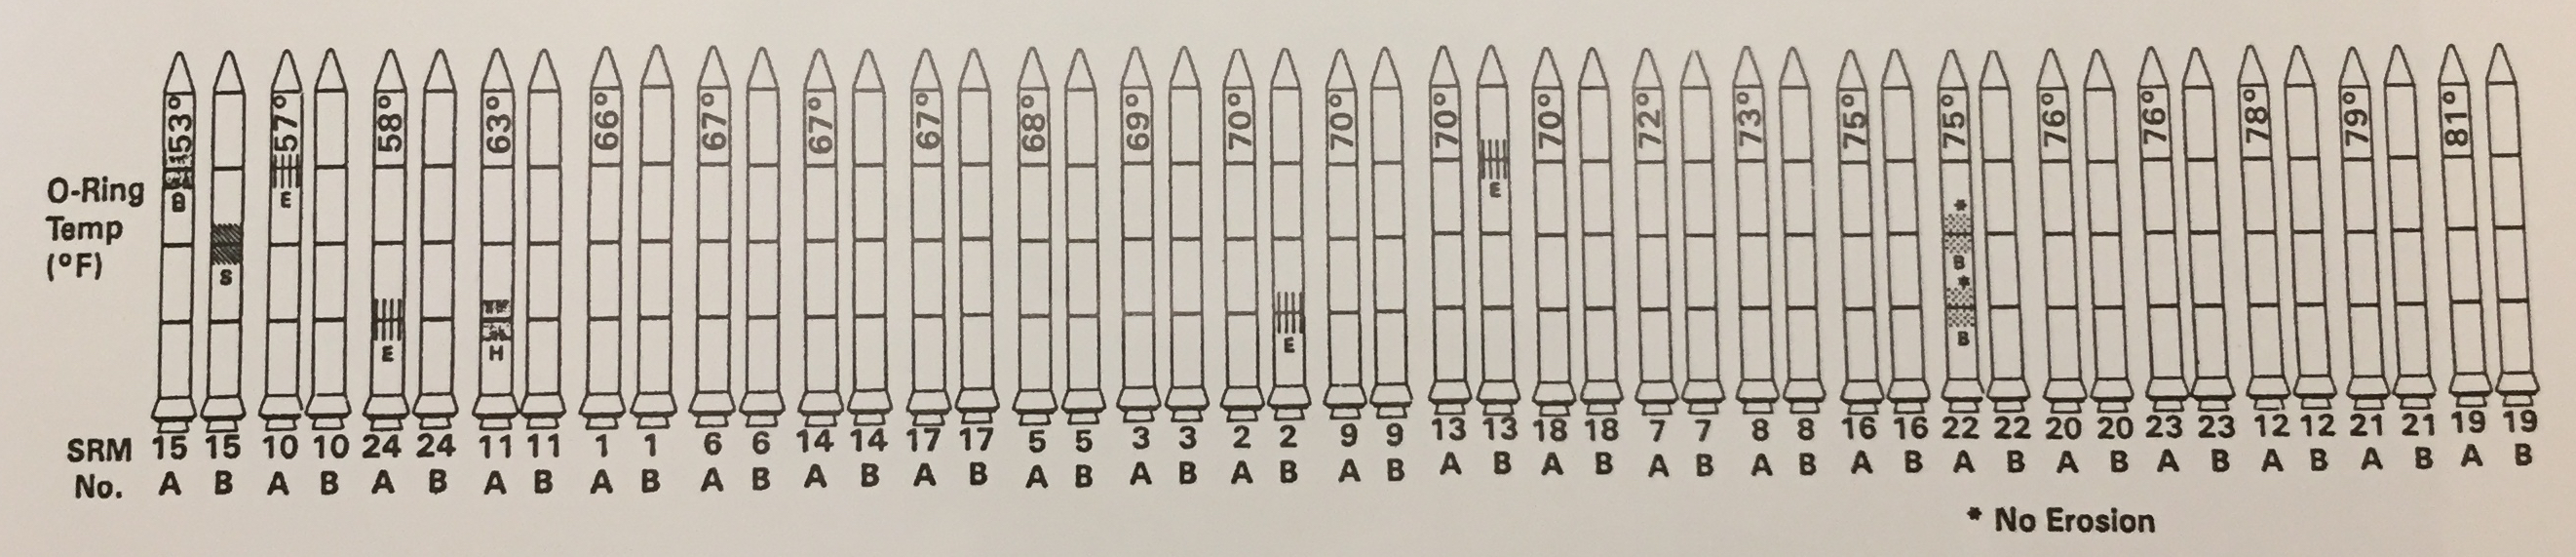 53° 57° 58° 63° 66° 67° 67° 67° 68° 69° 70° 70° 70° 70° 72° 73° 75° 75° 76° 76° 78° 79° 81°
O-Ring
Temp
(°F)
B E E
*
S B
*
E H E B
SRM 15 15 10 10 24 24 11 11 1 1 6 6 14 14 17 17 5 5 3 3 2 2 9 9 13 13 18 18 7 7 8 8 16 16 22 22 20 20 23 23 12 12 21 21 19 19
No. A B A B A B A B A B A B A B A B A B A B A B A B A B A B A B A B A B A B A B A B A B A B A B
* No Erosion